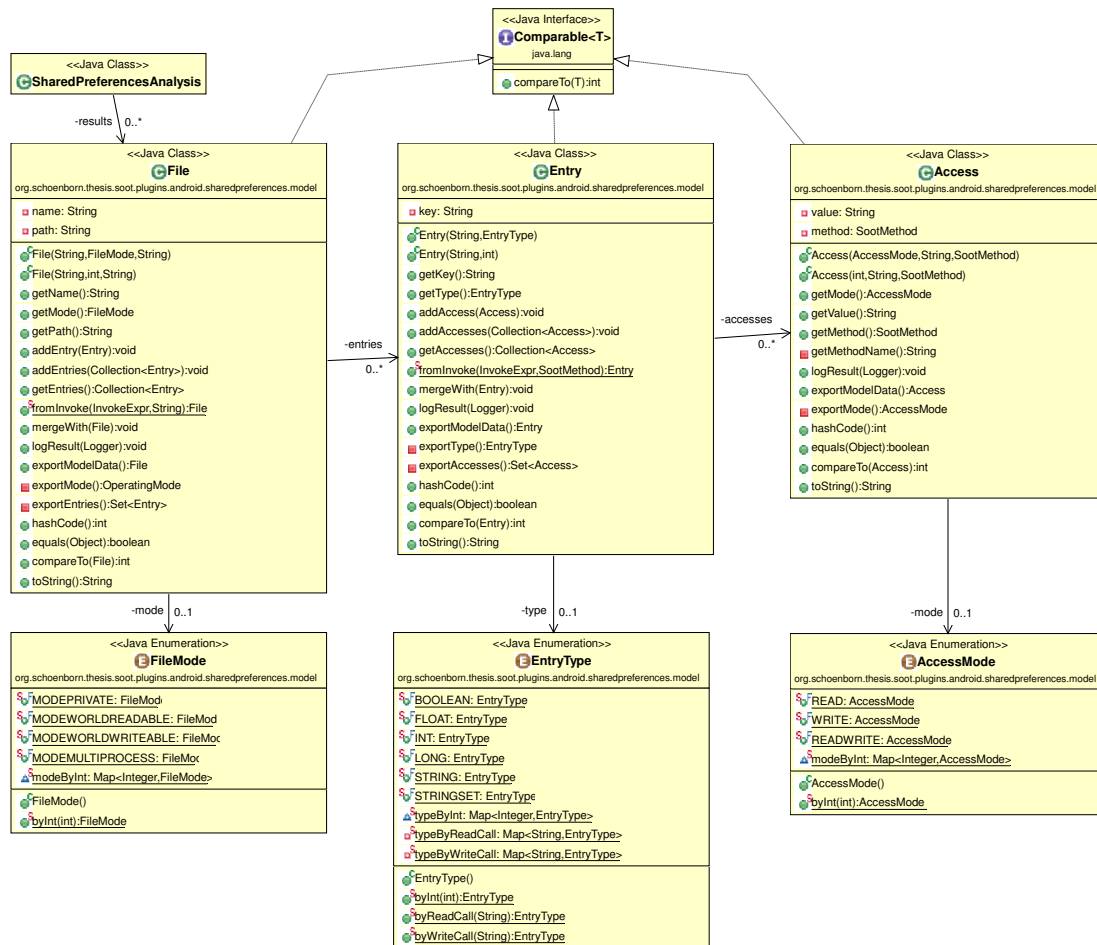 <<Java Interface>>
Comparable<T>
java.lang
compareTo(T):int
<<Java Class>>
SharedPreferencesAnalysis
-results
0..*
<<Java Class>>
File
org.schoenborn.thesis.soot.plugins.android.sharedpreferences.model
name: String
path: String
File(String,FileMode,String)
File(String,int,String)
getName():String
getMode():FileMode
getPath():String
addEntry(Entry):void
addEntries(Collection<Entry>):void
getEntries():Collection<Entry>
fromInvoke(InvokeExpr,String):File
mergeWith(File):void
logResult(Logger):void
exportModelData():File
exportMode():OperatingMode
exportEntries():Set<Entry>
hashCode():int
equals(Object):boolean
compareTo(File):int
toString():String
-entries
0..*
<<Java Class>>
Entry
org.schoenborn.thesis.soot.plugins.android.sharedpreferences.model
key: String
Entry(String,EntryType)
Entry(String,int)
getKey():String
getType():EntryType
addAccess(Access):void
addAccesses(Collection<Access>):void
getAccesses():Collection<Access>
fromInvoke(InvokeExpr,SootMethod):Entry
mergeWith(Entry):void
logResult(Logger):void
exportModelData():Entry
exportType():EntryType
exportAccesses():Set<Access>
hashCode():int
equals(Object):boolean
compareTo(Entry):int
toString():String
-accesses
0..*
<<Java Class>>
Access
org.schoenborn.thesis.soot.plugins.android.sharedpreferences.model
value: String
method: SootMethod
Access(AccessMode,String,SootMethod)
Access(int,String,SootMethod)
getMode():AccessMode
getValue():String
getMethod():SootMethod
getMethodName():String
logResult(Logger):void
exportModelData():Access
exportMode():AccessMode
hashCode():int
equals(Object):boolean
compareTo(Access):int
toString():String
-mode
0..1
<<Java Enumeration>>
FileMode
org.schoenborn.thesis.soot.plugins.android.sharedpreferences.model
MODEPRIVATE: FileMod
MODEWORLDREADABLE: FileMod
MODEWORLDWRITEABLE: FileMoc
MODEMULTIPROCESS: FileMoc
modeByInt: Map<Integer,FileMode>
FileMode()
byInt(int):FileMode
-type
0..1
<<Java Enumeration>>
EntryType
org.schoenborn.thesis.soot.plugins.android.sharedpreferences.model
BOOLEAN: EntryType
FLOAT: EntryType
INT: EntryType
LONG: EntryType
STRING: EntryType
STRINGSET: EntryType
typeByInt: Map<Integer,EntryType>
typeByReadCall: Map<String,EntryType>
typeByWriteCall: Map<String,EntryType>
EntryType()
byInt(int):EntryType
byReadCall(String):EntryType
byWriteCall(String):EntryType
-mode
0..1
<<Java Enumeration>>
AccessMode
org.schoenborn.thesis.soot.plugins.android.sharedpreferences.model
READ: AccessMode
WRITE: AccessMode
READWRITE: AccessMode
modeByInt: Map<Integer,AccessMode>
AccessMode()
byInt(int):AccessMode